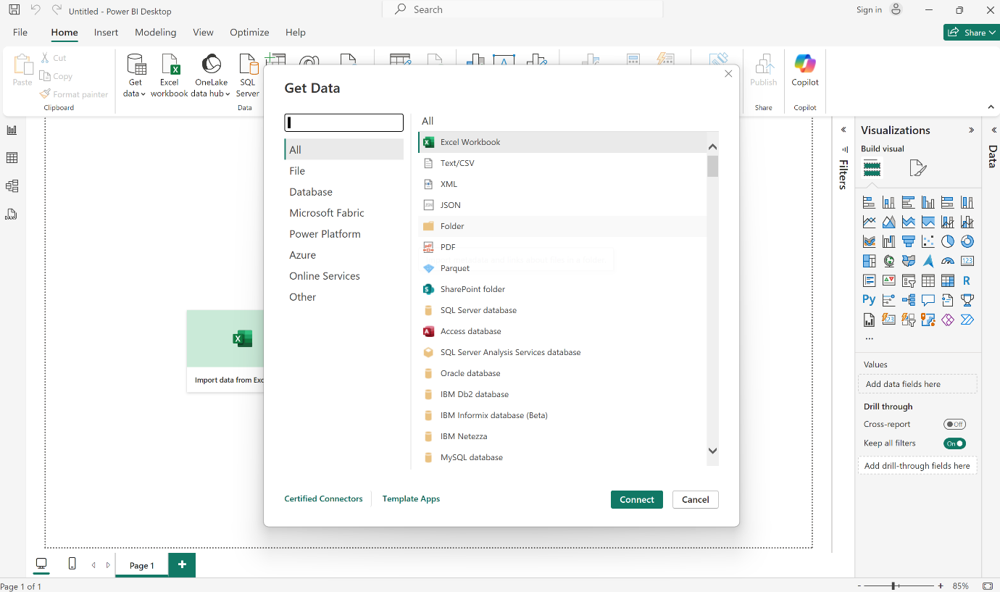 Untitled - Power BI Desktop
Search
Sign in
File
Home
Insert
Modeling
View
Optimize
Help
Share
Paste
Cut
Copy
Format painter
Clipboard
Get data
Excel workbook
OneLake data hub
SQL Server
Data
Publish
Share
Copilot
Copilot
Get Data
All
File
Database
Microsoft Fabric
Power Platform
Azure
Online Services
Other
All
Excel Workbook
Text/CSV
XML
JSON
Folder
PDF
Parquet
SharePoint folder
SQL Server database
Access database
SQL Server Analysis Services database
Oracle database
IBM Db2 database
IBM Informix database (Beta)
IBM Netezza
MySQL database
Certified Connectors
Template Apps
Connect
Cancel
Import data from Exc
Filters
Visualizations
Build visual
123
R
Py
123
Values
Add data fields here
Drill through
Cross-report
Off
Keep all filters
On
Add drill-through fields here
Data
Page 1
Page 1 of 1
85%